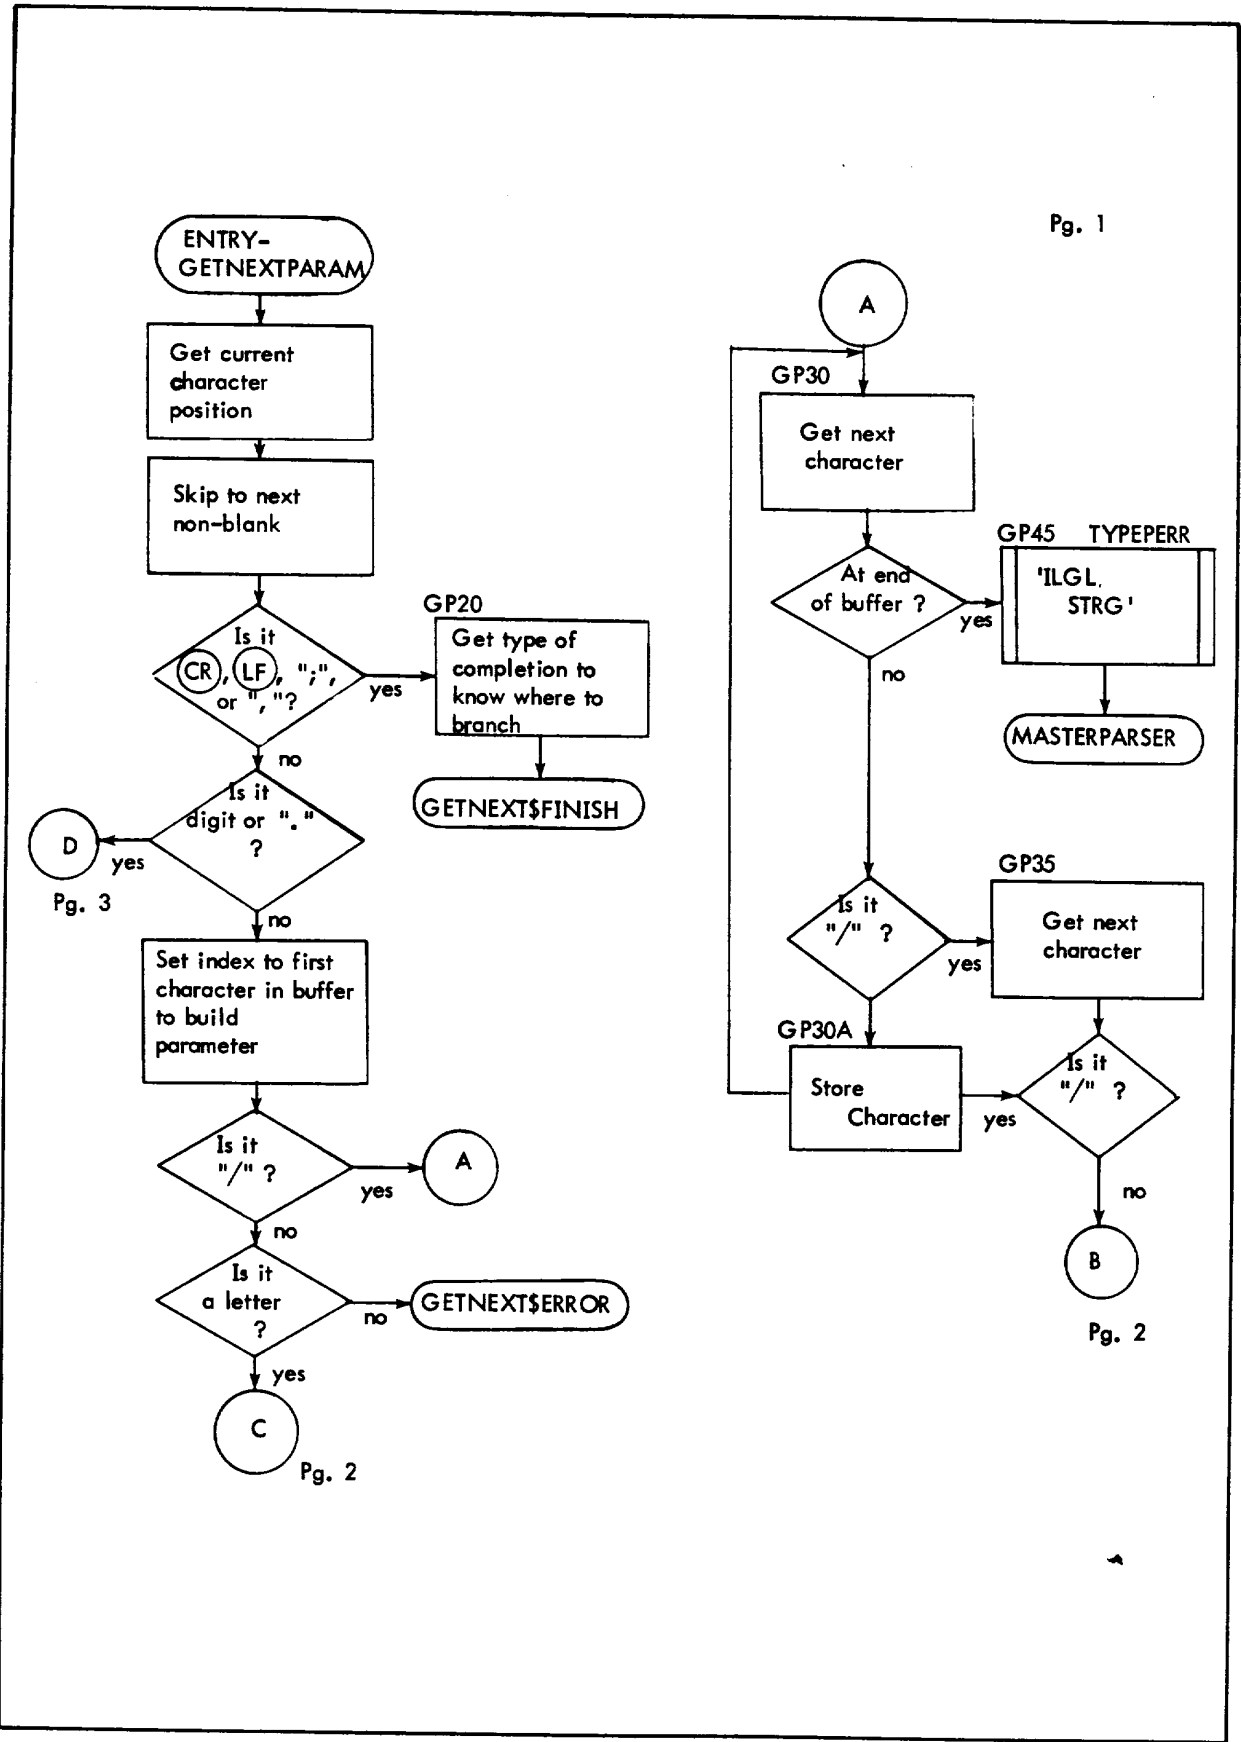 Pg. 1
ENTRY-
GETNEXTPARAM
Get current
character
position
Skip to next
non-blank
Is it
CR, LF, ";",
or ","?
yes
no
GP20
Get type of
completion to
know where to
branch
GETNEXT$FINISH
Is it
digit or "."
?
yes
no
D
Pg. 3
Set index to first
character in buffer
to build
parameter
Is it
"/" ?
yes
no
A
Is it
a letter
?
no
yes
GETNEXT$ERROR
C
Pg. 2
A
GP30
Get next
character
At end
of buffer ?
yes
no
GP45 TYPEPERR
'ILGL.
STRG'
MASTERPARSER
Is it
"/" ?
yes
GP35
Get next
character
GP30A
Store
Character
yes
Is it
"/" ?
no
B
Pg. 2